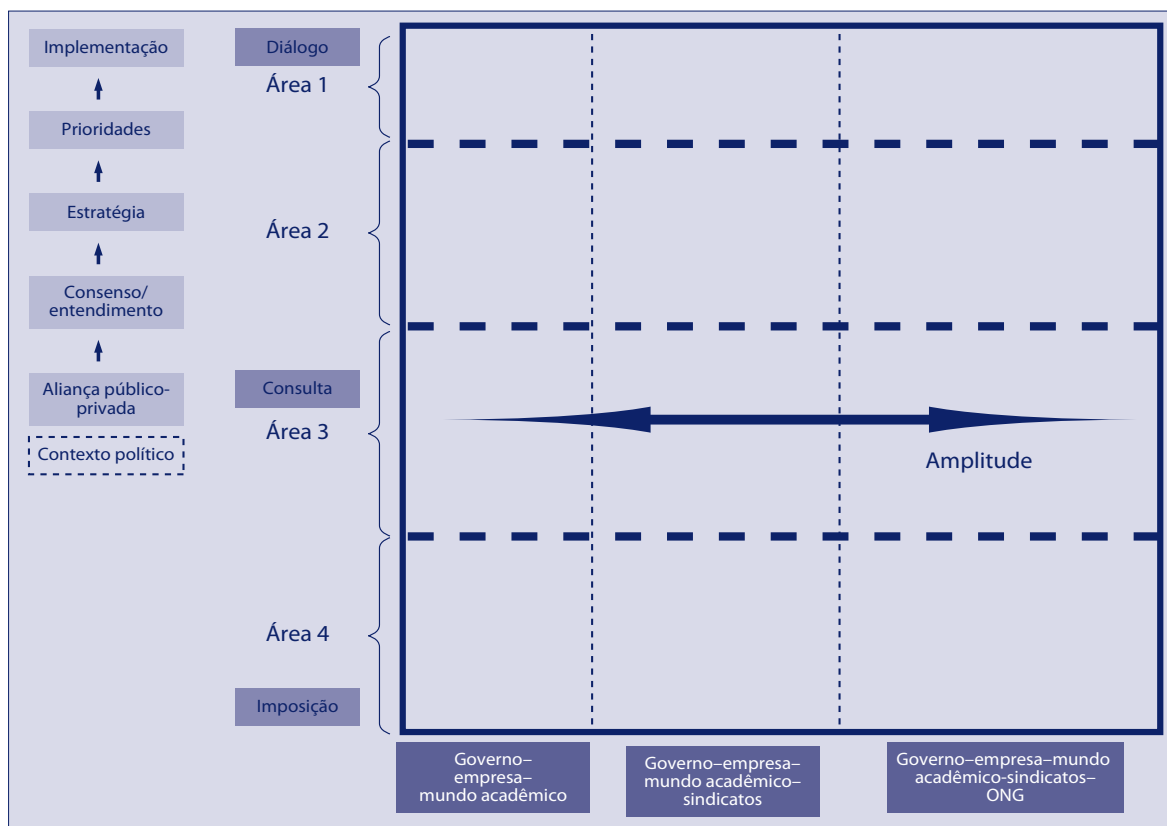 Implementação
Prioridades
Estratégia
Consenso/
entendimento
Aliança público-
privada
Contexto político
Diálogo
Área 1
Área 2
Consulta
Área 3
Área 4
Imposição
Amplitude
Governo–
empresa–
mundo acadêmico
Governo–empresa–
mundo acadêmico–
sindicatos
Governo–empresa–mundo
acadêmico-sindicatos–
ONG